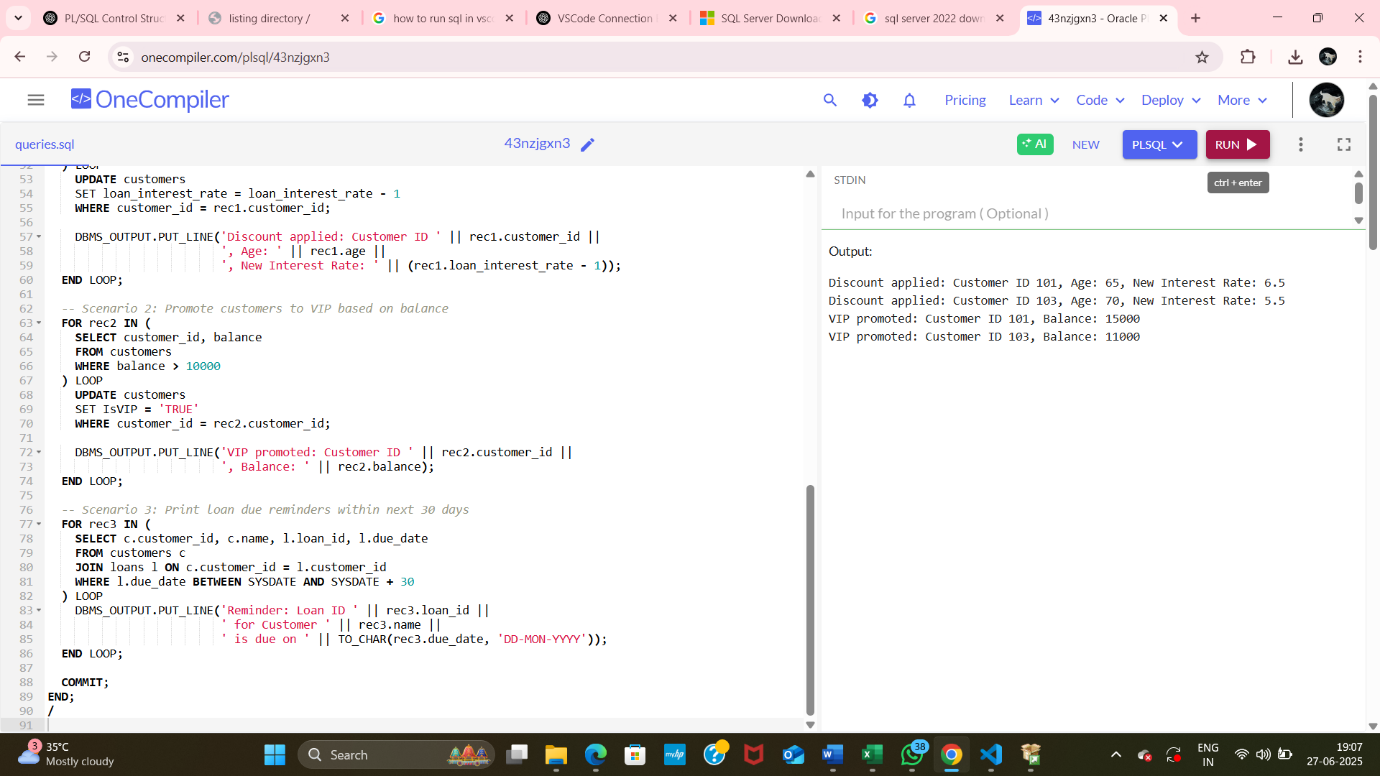 PL/SQL Control Struc
listing directory /
how to run sql in vsc
VSCode Connection
SQL Server Downloa
sql server 2022 dow
43nzjgxn3 - Oracle P
onecompiler.com/plsql/43nzjgxn3
</> OneCompiler
Pricing Learn Code Deploy More
queries.sql
43nzjgxn3
AI NEW PLSQL RUN
ctrl + enter
52 ) LOOP
53 UPDATE customers
54 SET loan_interest_rate = loan_interest_rate - 1
55 WHERE customer_id = rec1.customer_id;
56
57 DBMS_OUTPUT.PUT_LINE('Discount applied: Customer ID ' || rec1.customer_id ||
58 ', Age: ' || rec1.age ||
59 ', New Interest Rate: ' || (rec1.loan_interest_rate - 1));
60 END LOOP;
61
62 -- Scenario 2: Promote customers to VIP based on balance
63 FOR rec2 IN (
64 SELECT customer_id, balance
65 FROM customers
66 WHERE balance > 10000
67 ) LOOP
68 UPDATE customers
69 SET IsVIP = 'TRUE'
70 WHERE customer_id = rec2.customer_id;
71
72 DBMS_OUTPUT.PUT_LINE('VIP promoted: Customer ID ' || rec2.customer_id ||
73 ', Balance: ' || rec2.balance);
74 END LOOP;
75
76 -- Scenario 3: Print loan due reminders within next 30 days
77 FOR rec3 IN (
78 SELECT c.customer_id, c.name, l.loan_id, l.due_date
79 FROM customers c
80 JOIN loans l ON c.customer_id = l.customer_id
81 WHERE l.due_date BETWEEN SYSDATE AND SYSDATE + 30
82 ) LOOP
83 DBMS_OUTPUT.PUT_LINE('Reminder: Loan ID ' || rec3.loan_id ||
84 ' for Customer ' || rec3.name ||
85 ' is due on ' || TO_CHAR(rec3.due_date, 'DD-MON-YYYY'));
86 END LOOP;
87
88 COMMIT;
89 END;
90 /
91
STDIN
Input for the program ( Optional )
Output:
Discount applied: Customer ID 101, Age: 65, New Interest Rate: 6.5
Discount applied: Customer ID 103, Age: 70, New Interest Rate: 5.5
VIP promoted: Customer ID 101, Balance: 15000
VIP promoted: Customer ID 103, Balance: 11000
3
35°C
Mostly cloudy
Search
myhp
38
ENG
IN
19:07
27-06-2025